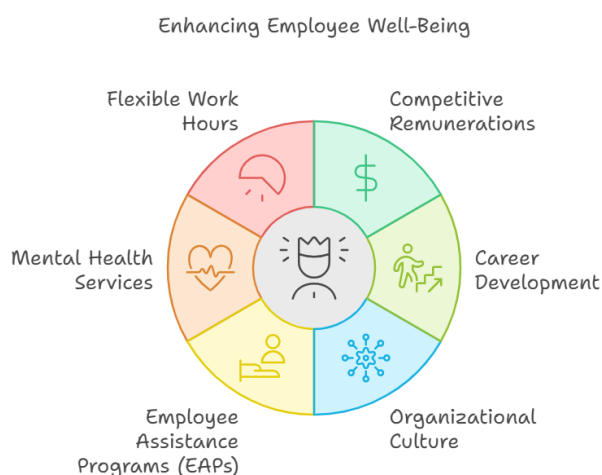 Enhancing Employee Well-Being
Flexible Work
Hours
Competitive
Remunerations
Mental Health
Services
Career
Development
Employee
Assistance
Programs (EAPs)
Organizational
Culture